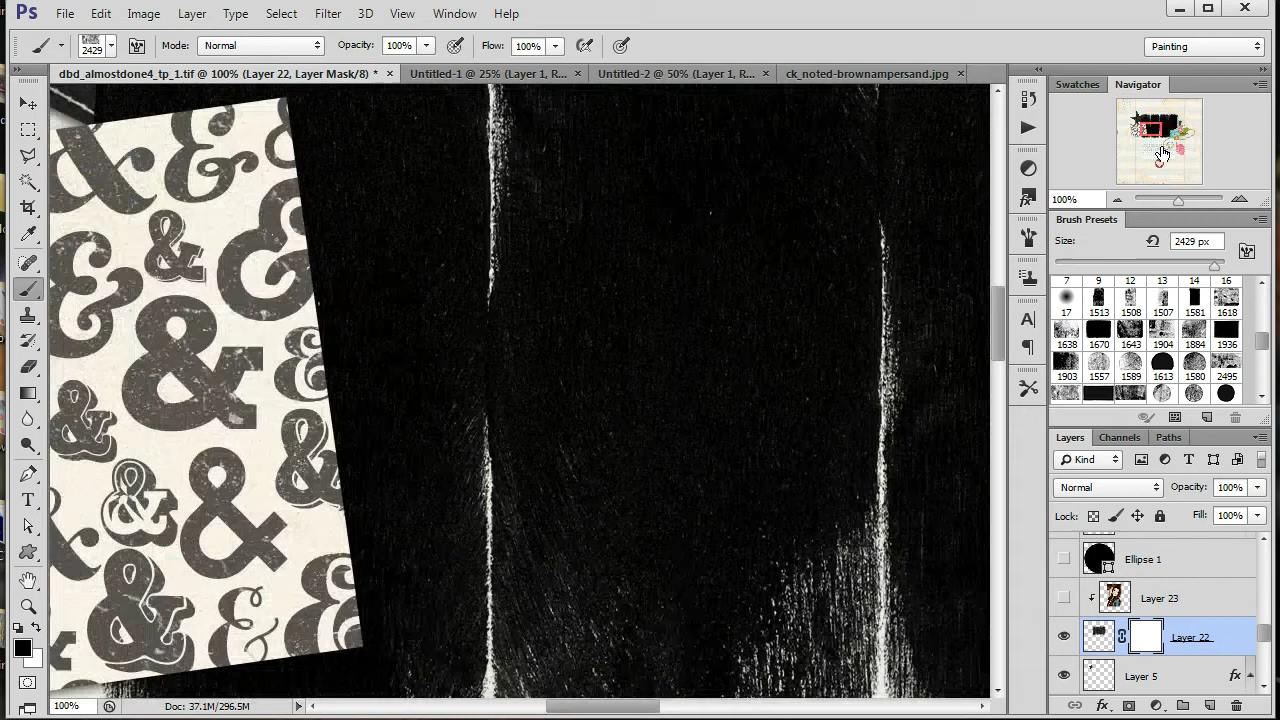 Ps File Edit Image Layer Type Select Filter 3D View Window Help
2429 Mode: Normal Opacity: 100% Flow: 100% Painting
dbd_almostdone4_tp_1.tif @ 100% (Layer 22, Layer Mask/8) * × Untitled-1 @ 25% (Layer 1, R... × Untitled-2 @ 50% (Layer 1, R... × ck_noted-brownampersand.jpg ×
Swatches Navigator
100%
Brush Presets
Size: 2429 px
7 9 12 13 14 16
17 1513 1508 1507 1581 1618
1638 1670 1643 1904 1884 1936
1903 1557 1589 1613 1580 2495
Layers Channels Paths
Kind
Normal Opacity: 100%
Lock: Fill: 100%
Ellipse 1
Layer 23
Layer 22
Layer 5 fx
100% Doc: 37.1M/296.5M
& & &
& & &
& & &
& & &
& & &